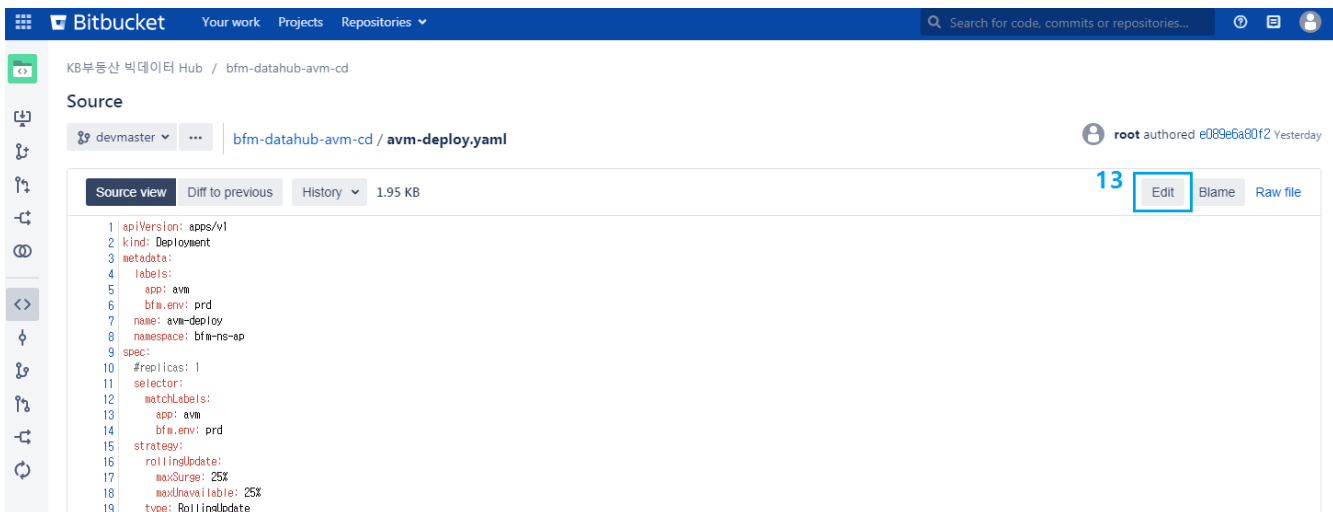 Bitbucket Your work Projects Repositories Search for code, commits or repositories...
KB부동산 빅데이터 Hub / bfm-datahub-avm-cd
Source
devmaster ... bfm-datahub-avm-cd / avm-deploy.yaml root authored e089e6a80f2 Yesterday
Source view Diff to previous History 1.95 KB 13 Edit Blame Raw file
1 apiVersion: apps/v1
2 kind: Deployment
3 metadata:
4 labels:
5 app: avm
6 bfm.env: prd
7 name: avm-deploy
8 namespace: bfm-ns-ap
9 spec:
10 #replicas: 1
11 selector:
12 matchLabels:
13 app: avm
14 bfm.env: prd
15 strategy:
16 rollingUpdate:
17 maxSurge: 25%
18 maxUnavailable: 25%
19 type: RollingUpdate